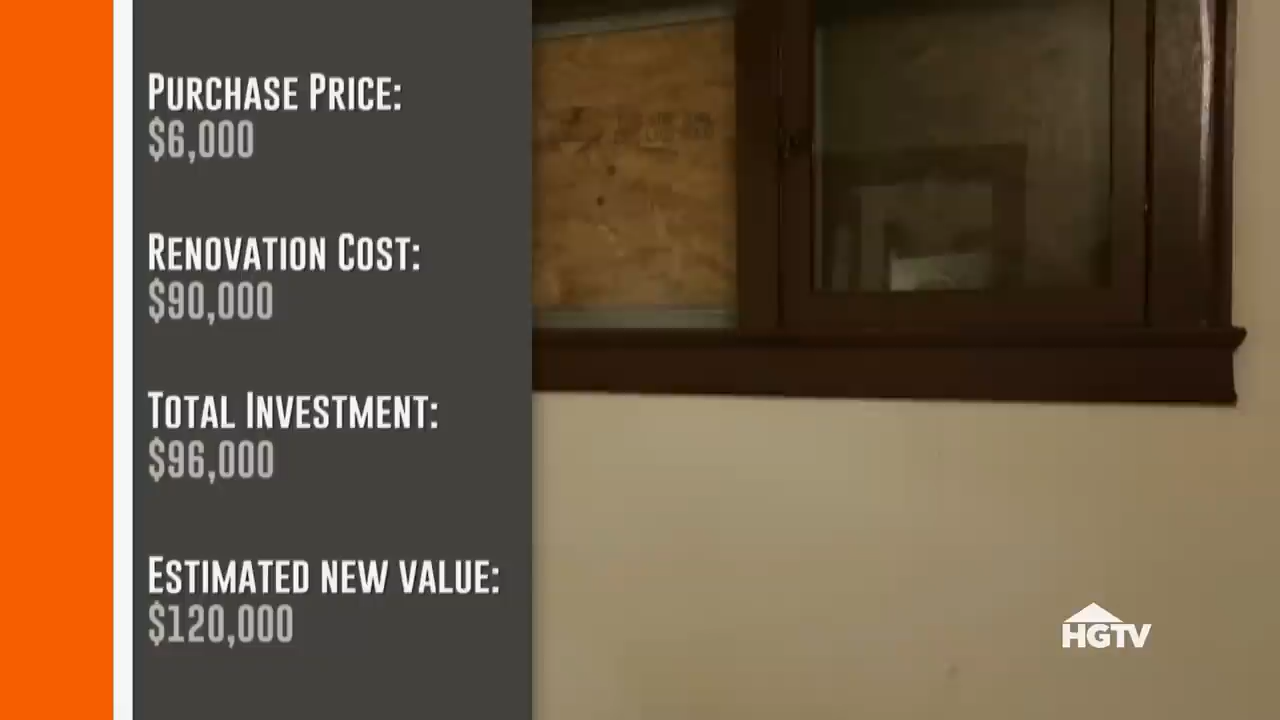 PURCHASE PRICE:
$6,000
RENOVATION COST:
$90,000
TOTAL INVESTMENT:
$96,000
ESTIMATED NEW VALUE:
$120,000
HGTV